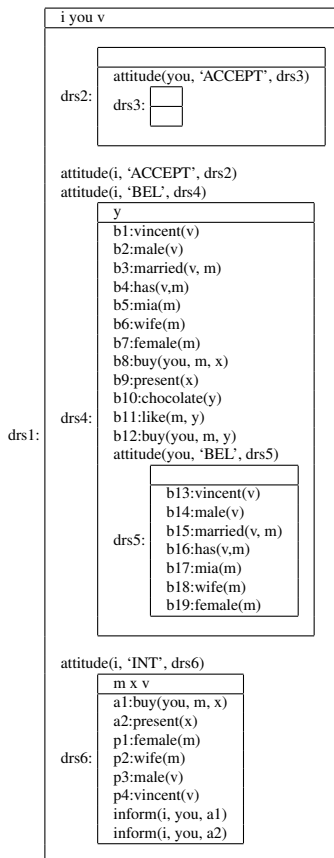 i you v
attitude(you, ‘ACCEPT’, drs3)
drs2:
drs3:
attitude(i, ‘ACCEPT’, drs2)
attitude(i, ‘BEL’, drs4)
y
b1:vincent(v)
b2:male(v)
b3:married(v, m)
b4:has(v,m)
b5:mia(m)
b6:wife(m)
b7:female(m)
b8:buy(you, m, x)
b9:present(x)
b10:chocolate(y)
drs1: drs4: b11:like(m, y)
b12:buy(you, m, y)
attitude(you, ‘BEL’, drs5)
b13:vincent(v)
b14:male(v)
b15:married(v, m)
drs5: b16:has(v,m)
b17:mia(m)
b18:wife(m)
b19:female(m)
attitude(i, ‘INT’, drs6)
m x v
a1:buy(you, m, x)
a2:present(x)
p1:female(m)
drs6: p2:wife(m)
p3:male(v)
p4:vincent(v)
inform(i, you, a1)
inform(i, you, a2)